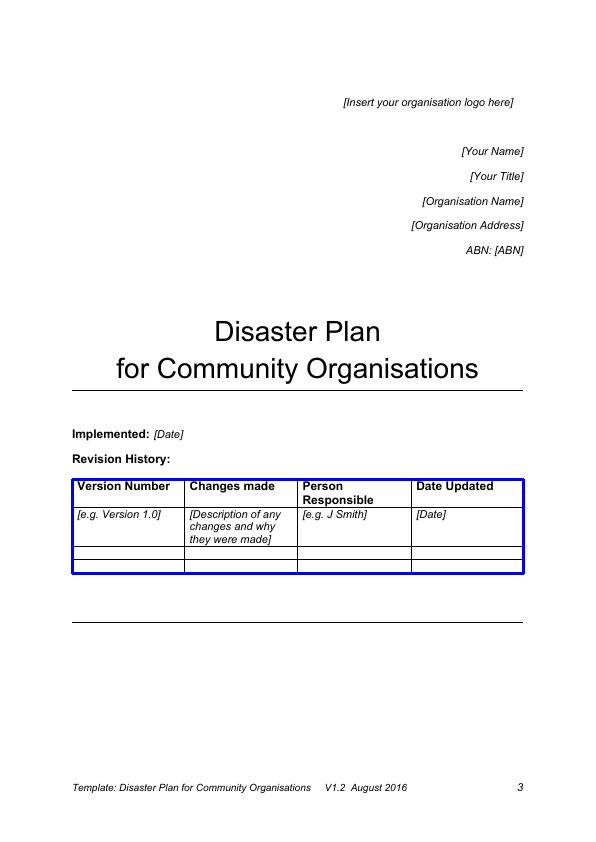 [Insert your organisation logo here]
[Your Name]
[Your Title]
[Organisation Name]
[Organisation Address]
ABN: [ABN]
Disaster Plan
for Community Organisations
Implemented: [Date]
Revision History:
Version Number Changes made Person Responsible Date Updated
[e.g. Version 1.0] [Description of any changes and why they were made] [e.g. J Smith] [Date]
Template: Disaster Plan for Community Organisations V1.2 August 2016 3